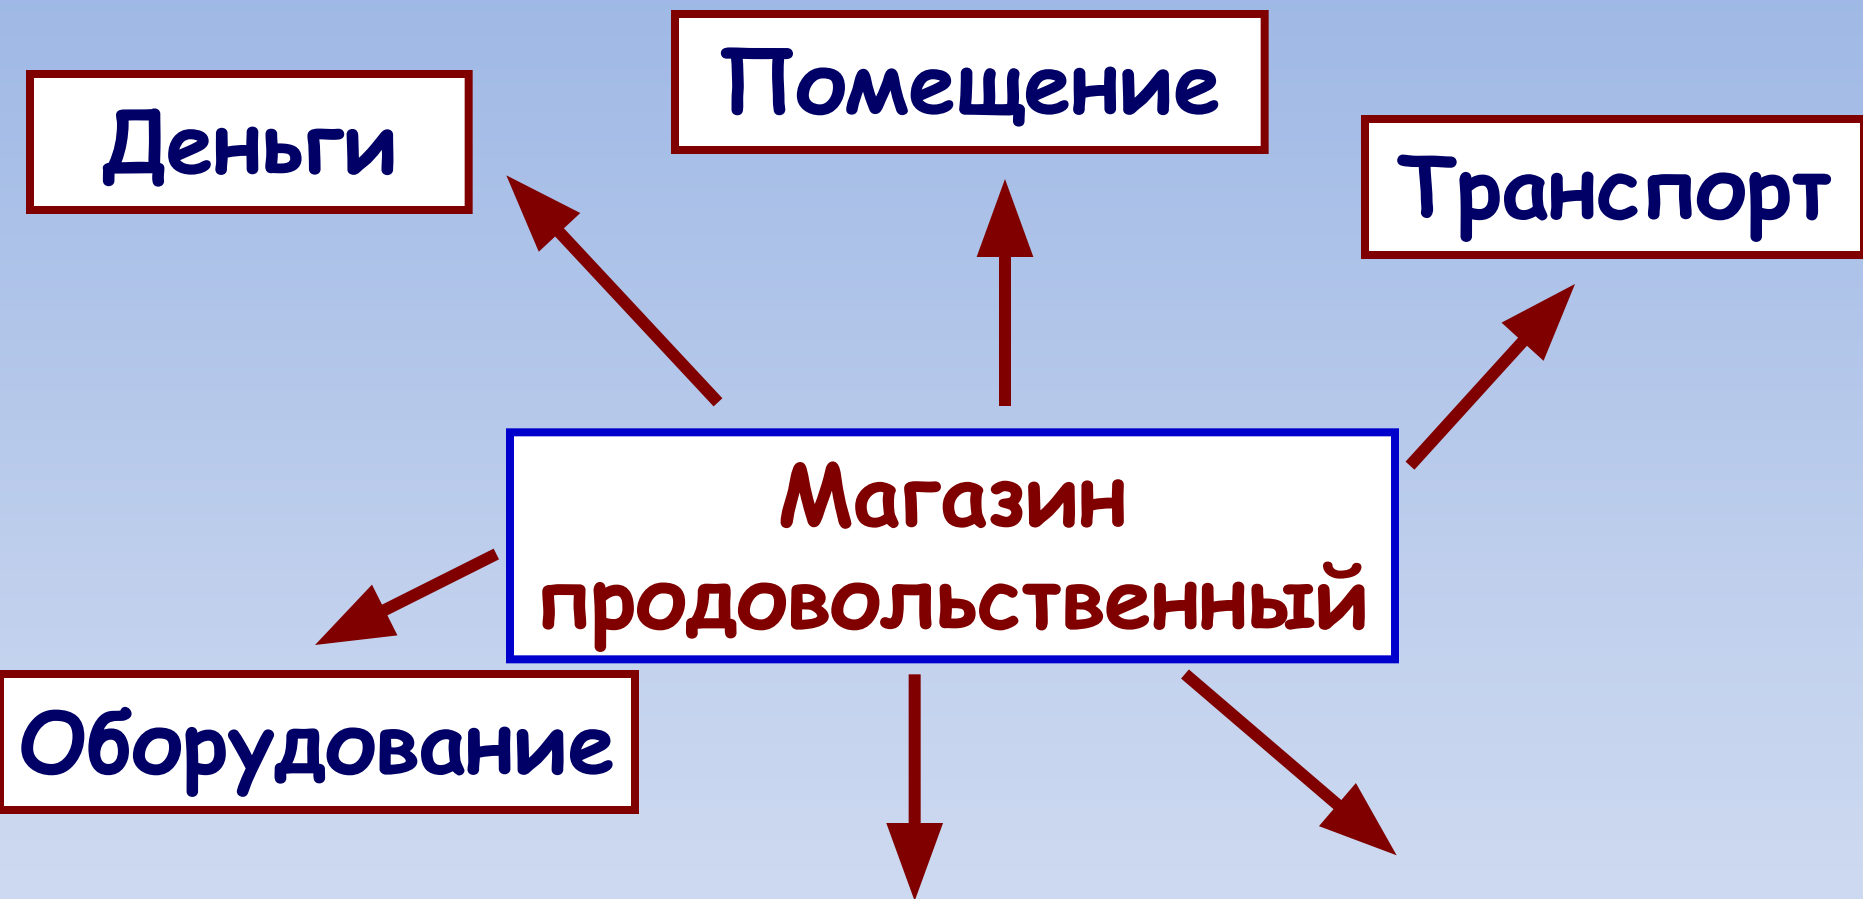 Помещение
Деньги
Транспорт
Магазин
продовольственный
Оборудование